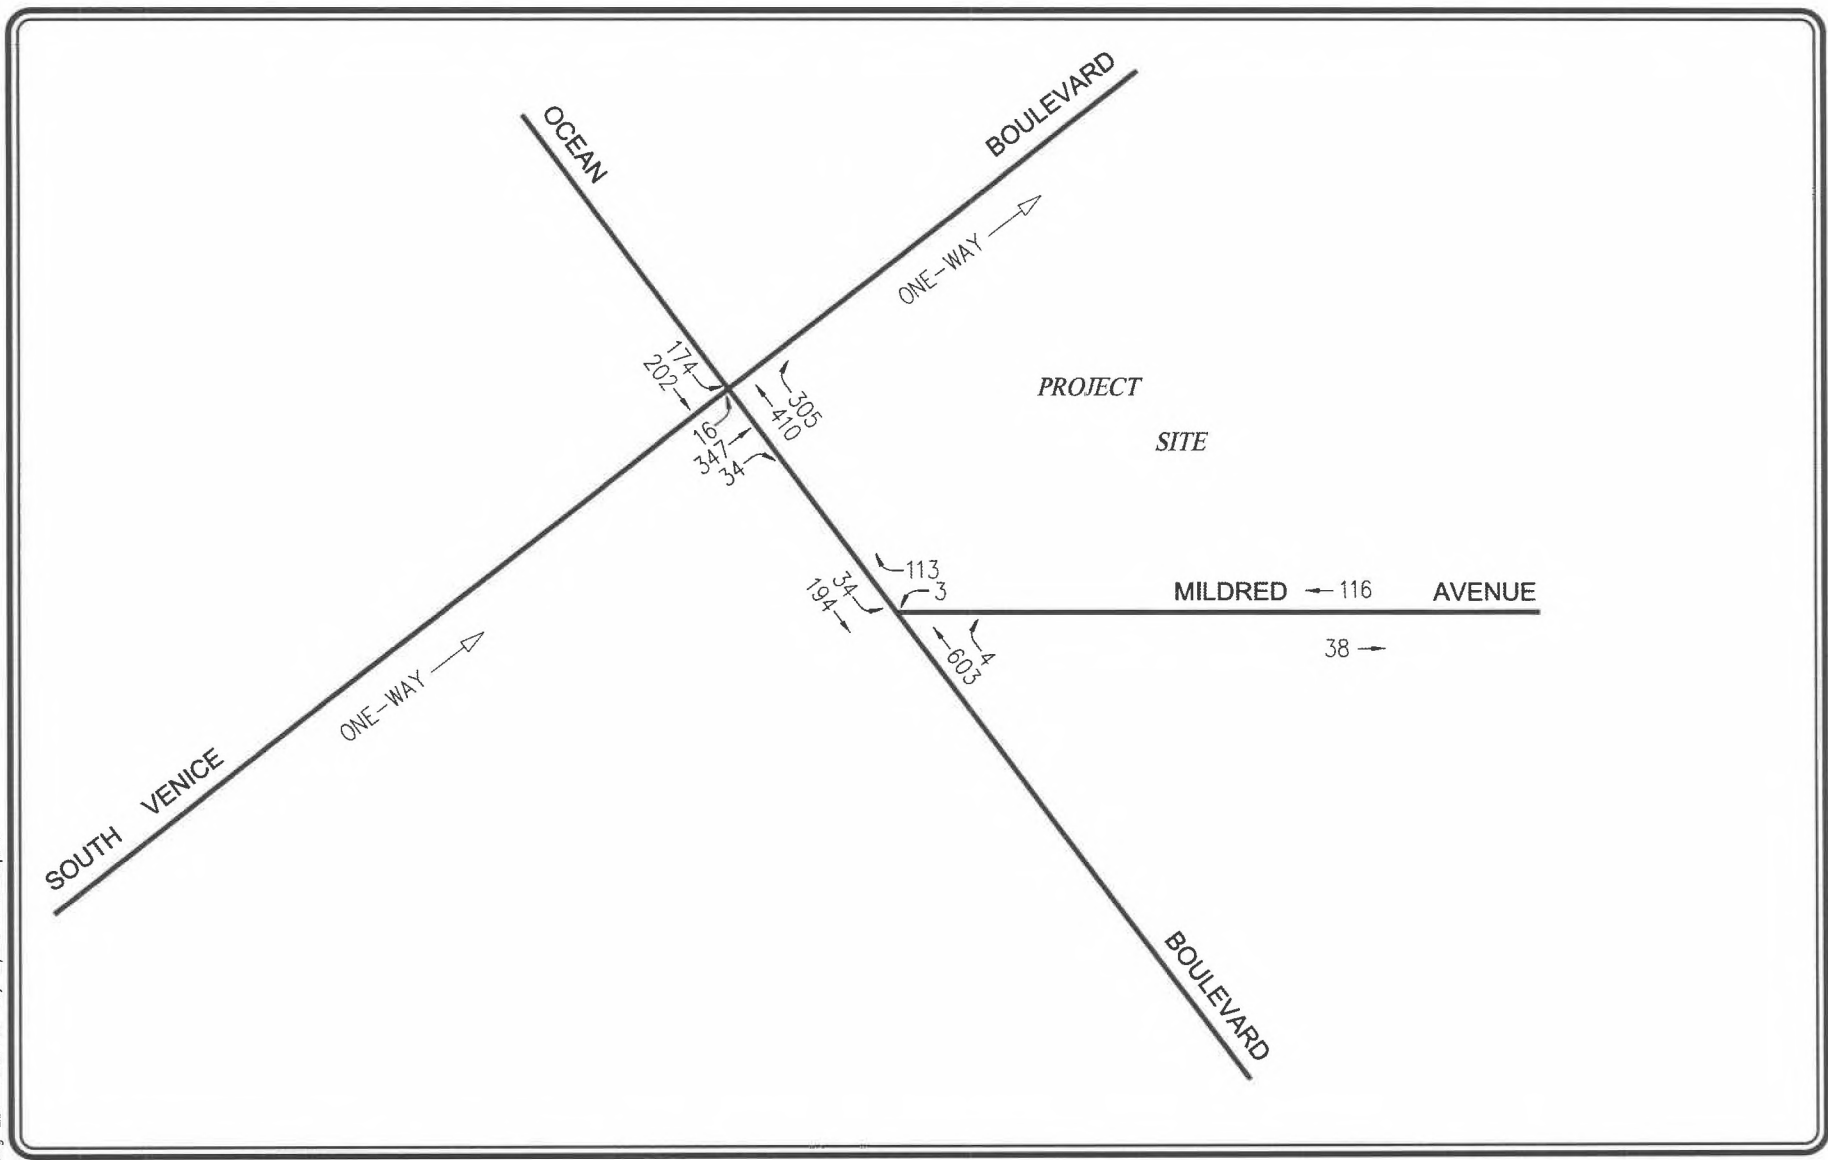 OCEAN
BOULEVARD
ONE-WAY
174
202
305
410
16
347
34
PROJECT
SITE
113
3
34
194
MILDRED 116 AVENUE
38
4
603
ONE-WAY
SOUTH VENICE
BOULEVARD